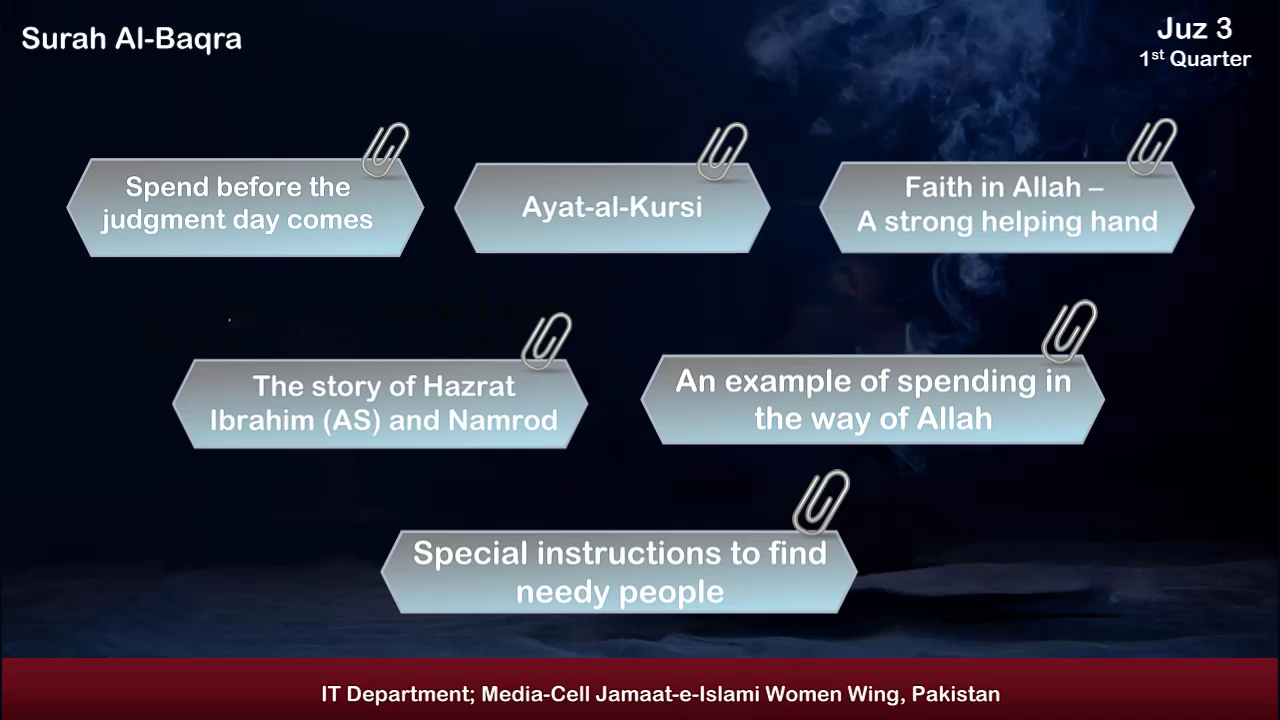 Surah Al-Baqra
Juz 3
1st Quarter
Spend before the
judgment day comes
Ayat-al-Kursi
Faith in Allah –
A strong helping hand
The story of Hazrat
Ibrahim (AS) and Namrod
An example of spending in
the way of Allah
Special instructions to find
needy people
IT Department; Media-Cell Jamaat-e-Islami Women Wing, Pakistan